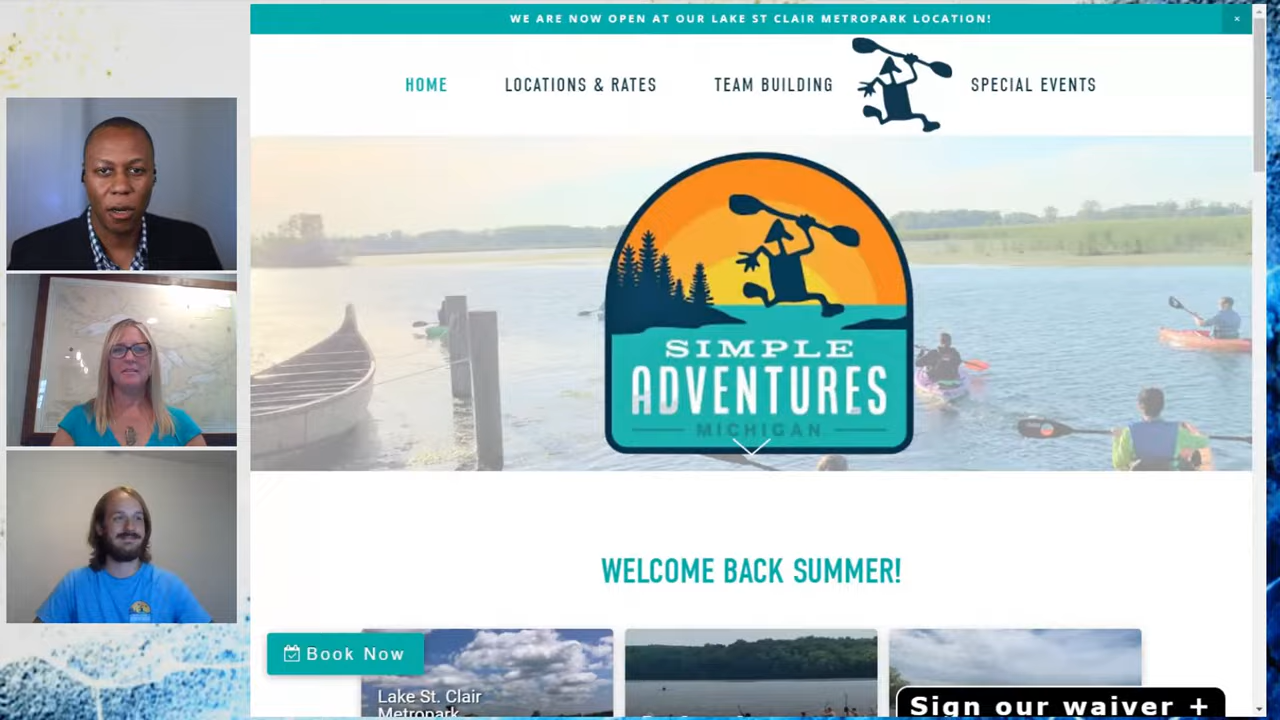 WE ARE NOW OPEN AT OUR LAKE ST CLAIR METROPARK LOCATION!
×
HOME
LOCATIONS & RATES
TEAM BUILDING
SPECIAL EVENTS
SIMPLE
ADVENTURES
MICHIGAN
WELCOME BACK SUMMER!
Book Now
Lake St. Clair
Metropark
Sign our waiver +